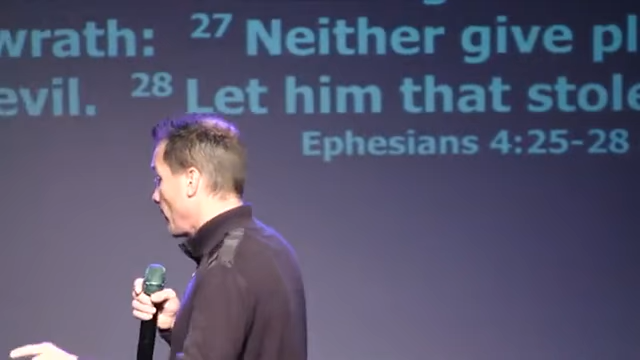 wrath: 27 Neither give
evil. 28 Let him that stole
Ephesians 4:25-28